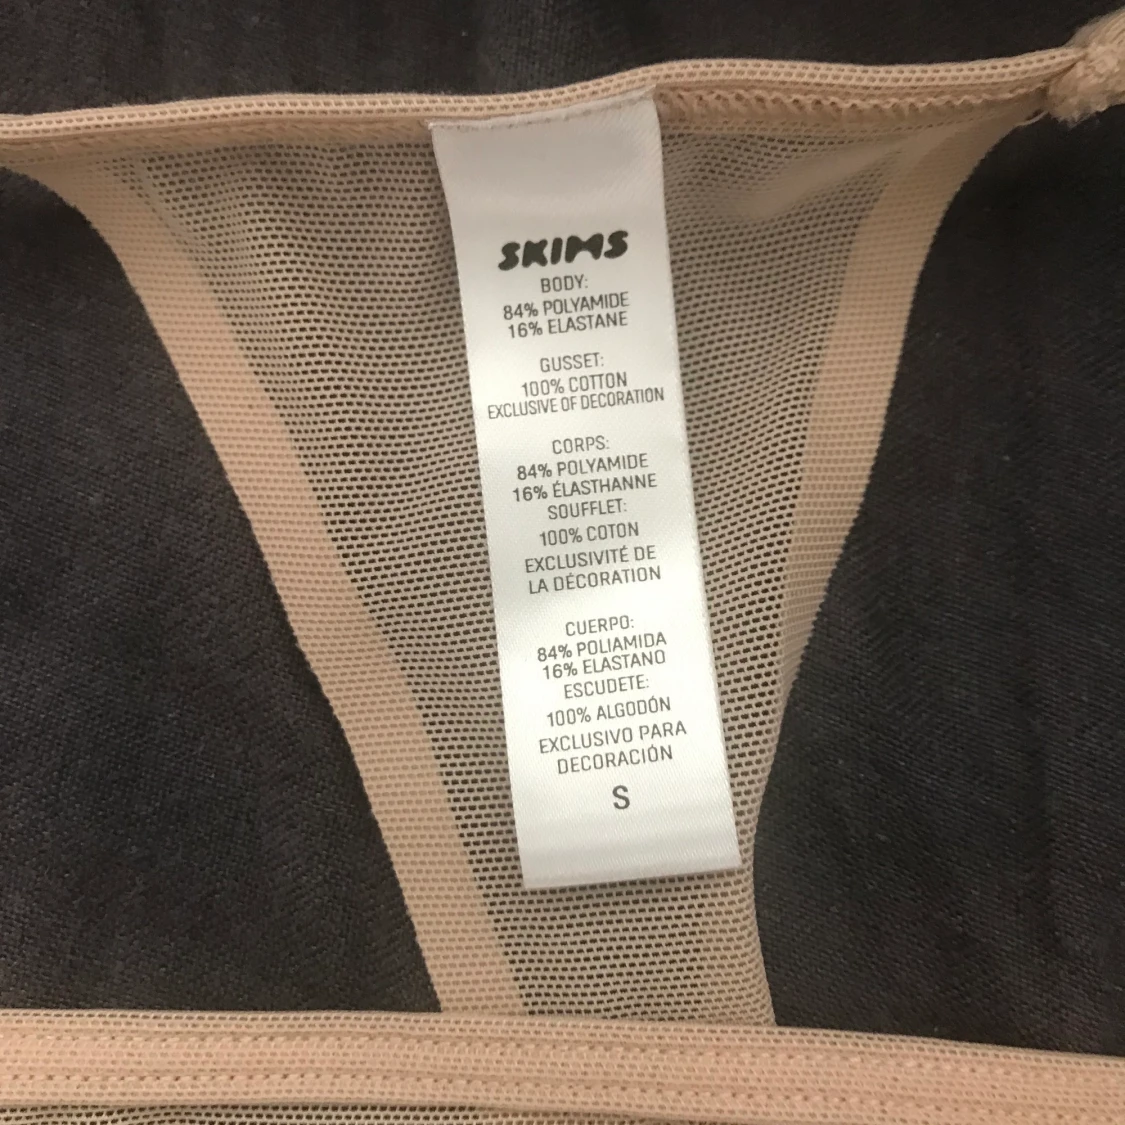 SKIMS
BODY:
84% POLYAMIDE
16% ELASTANE
GUSSET:
100% COTTON
EXCLUSIVE OF DECORATION
CORPS:
84% POLYAMIDE
16% ÉLASTHANNE
SOUFFLET:
100% COTON
EXCLUSIVITÉ DE
LA DÉCORATION
CUERPO:
84% POLIAMIDA
16% ELASTANO
ESCUDETE:
100% ALGODÓN
EXCLUSIVO PARA
DECORACIÓN
S